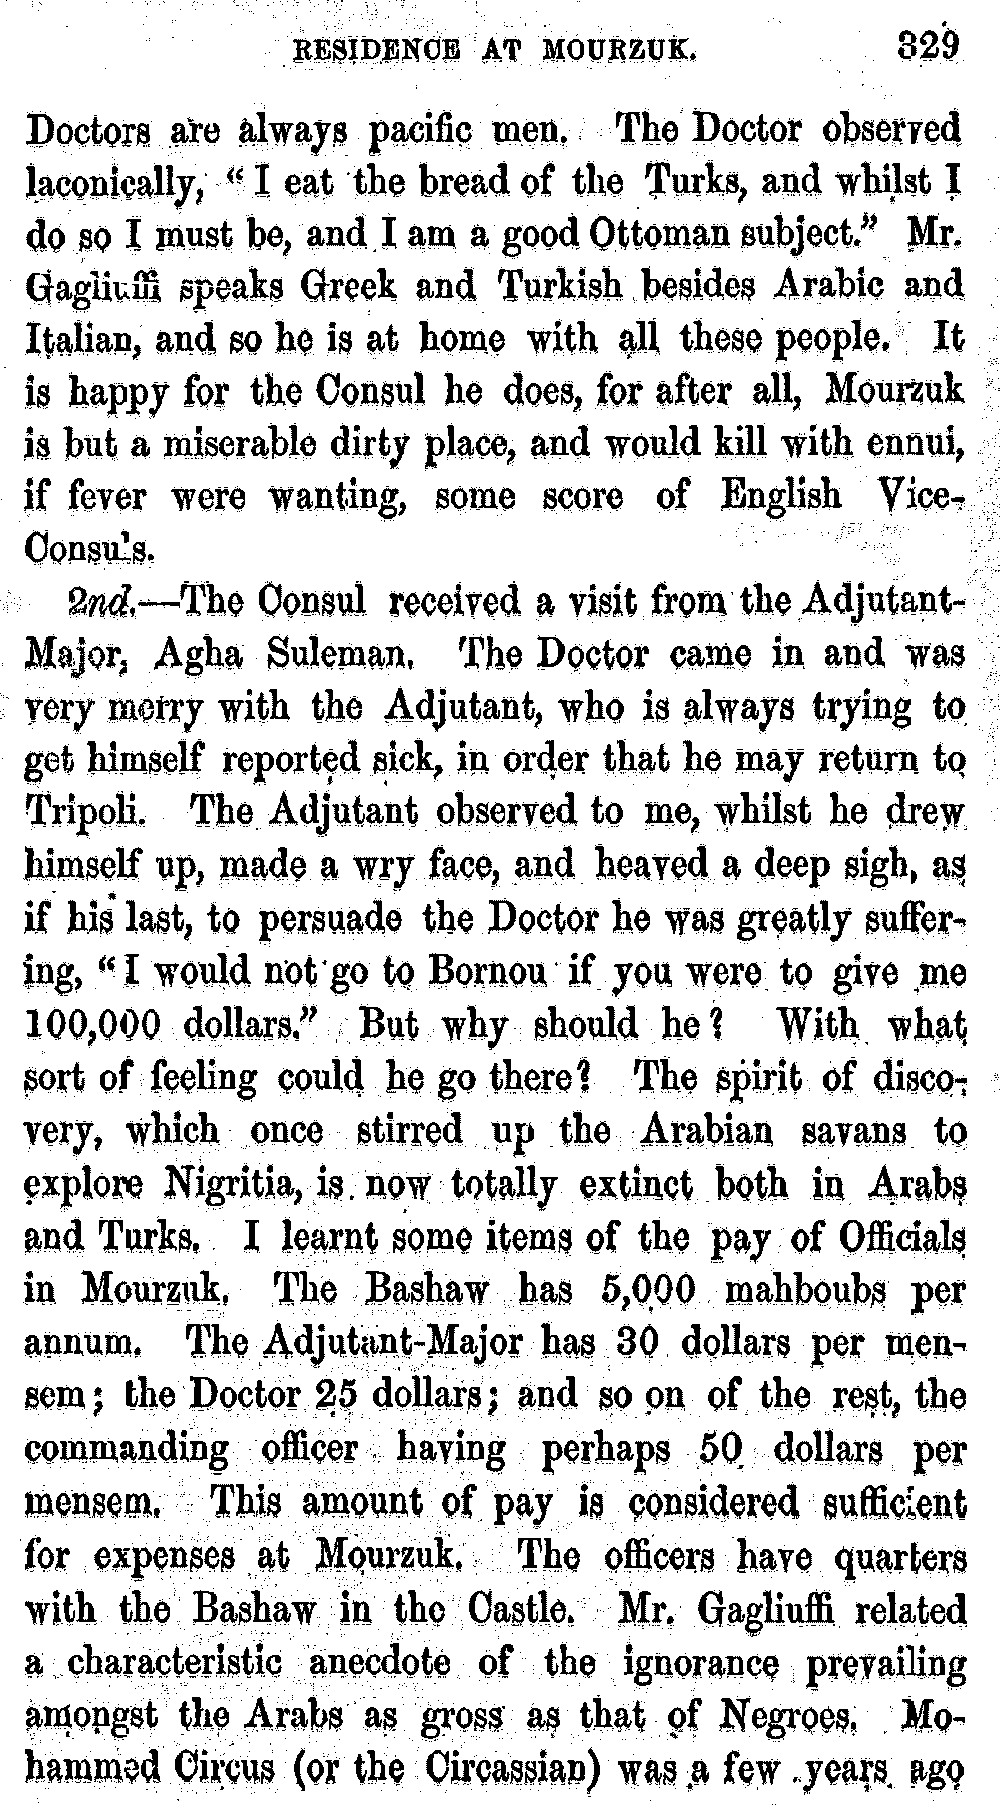 RESIDENCE AT MOURZUK. 329
Doctors are always pacific men. The Doctor observed
laconically, “ I eat the bread of the Turks, and whilst I
do so I must be, and I am a good Ottoman subject.” Mr.
Gagliuffi speaks Greek and Turkish besides Arabic and
Italian, and so he is at home with all these people. It
is happy for the Consul he does, for after all, Mourzuk
is but a miserable dirty place, and would kill with ennui,
if fever were wanting, some score of English Vice-
Consuls.
2nd.—The Consul received a visit from the Adjutant-
Major, Agha Suleman. The Doctor came in and was
very merry with the Adjutant, who is always trying to
get himself reported sick, in order that he may return to
Tripoli. The Adjutant observed to me, whilst he drew
himself up, made a wry face, and heaved a deep sigh, as
if his last, to persuade the Doctor he was greatly suffer-
ing, “ I would not go to Bornou if you were to give me
100,000 dollars.” But why should he? With what
sort of feeling could he go there? The spirit of disco-
very, which once stirred up the Arabian savans to
explore Nigritia, is now totally extinct both in Arabs
and Turks. I learnt some items of the pay of Officials
in Mourzuk. The Bashaw has 5,000 mahboubs per
annum. The Adjutant-Major has 30 dollars per men-
sem; the Doctor 25 dollars; and so on of the rest, the
commanding officer having perhaps 50 dollars per
mensem. This amount of pay is considered sufficient
for expenses at Mourzuk. The officers have quarters
with the Bashaw in the Castle. Mr. Gagliuffi related
a characteristic anecdote of the ignorance prevailing
amongst the Arabs as gross as that of Negroes. Mo-
hammed Circus (or the Circassian) was a few years ago